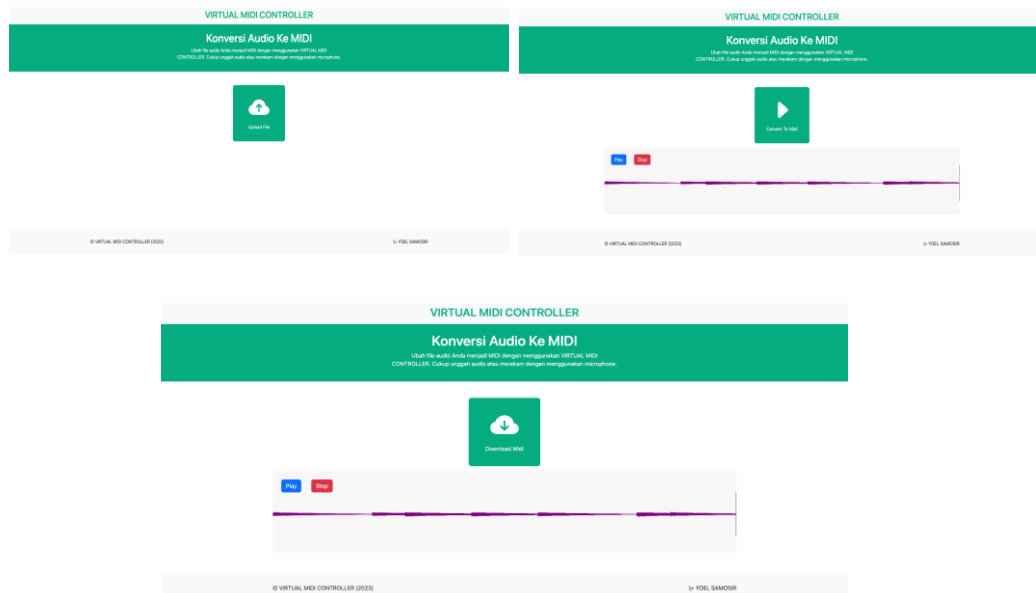 VIRTUAL MIDI CONTROLLER
Konversi Audio Ke MIDI
Ubah file audio Anda menjadi MIDI dengan menggunakan VIRTUAL MIDI
CONTROLLER. Cukup unggah audio atau merekam dengan menggunakan microphone.
Upload File
© VIRTUAL MIDI CONTROLLER (2023)
YOEL SAMOSIR
VIRTUAL MIDI CONTROLLER
Konversi Audio Ke MIDI
Ubah file audio Anda menjadi MIDI dengan menggunakan VIRTUAL MIDI
CONTROLLER. Cukup unggah audio atau merekam dengan menggunakan microphone.
Convert To Midi
Play Stop
© VIRTUAL MIDI CONTROLLER (2023)
YOEL SAMOSIR
VIRTUAL MIDI CONTROLLER
Konversi Audio Ke MIDI
Ubah file audio Anda menjadi MIDI dengan menggunakan VIRTUAL MIDI
CONTROLLER. Cukup unggah audio atau merekam dengan menggunakan microphone.
Download Midi
Play Stop
© VIRTUAL MIDI CONTROLLER (2023)
YOEL SAMOSIR